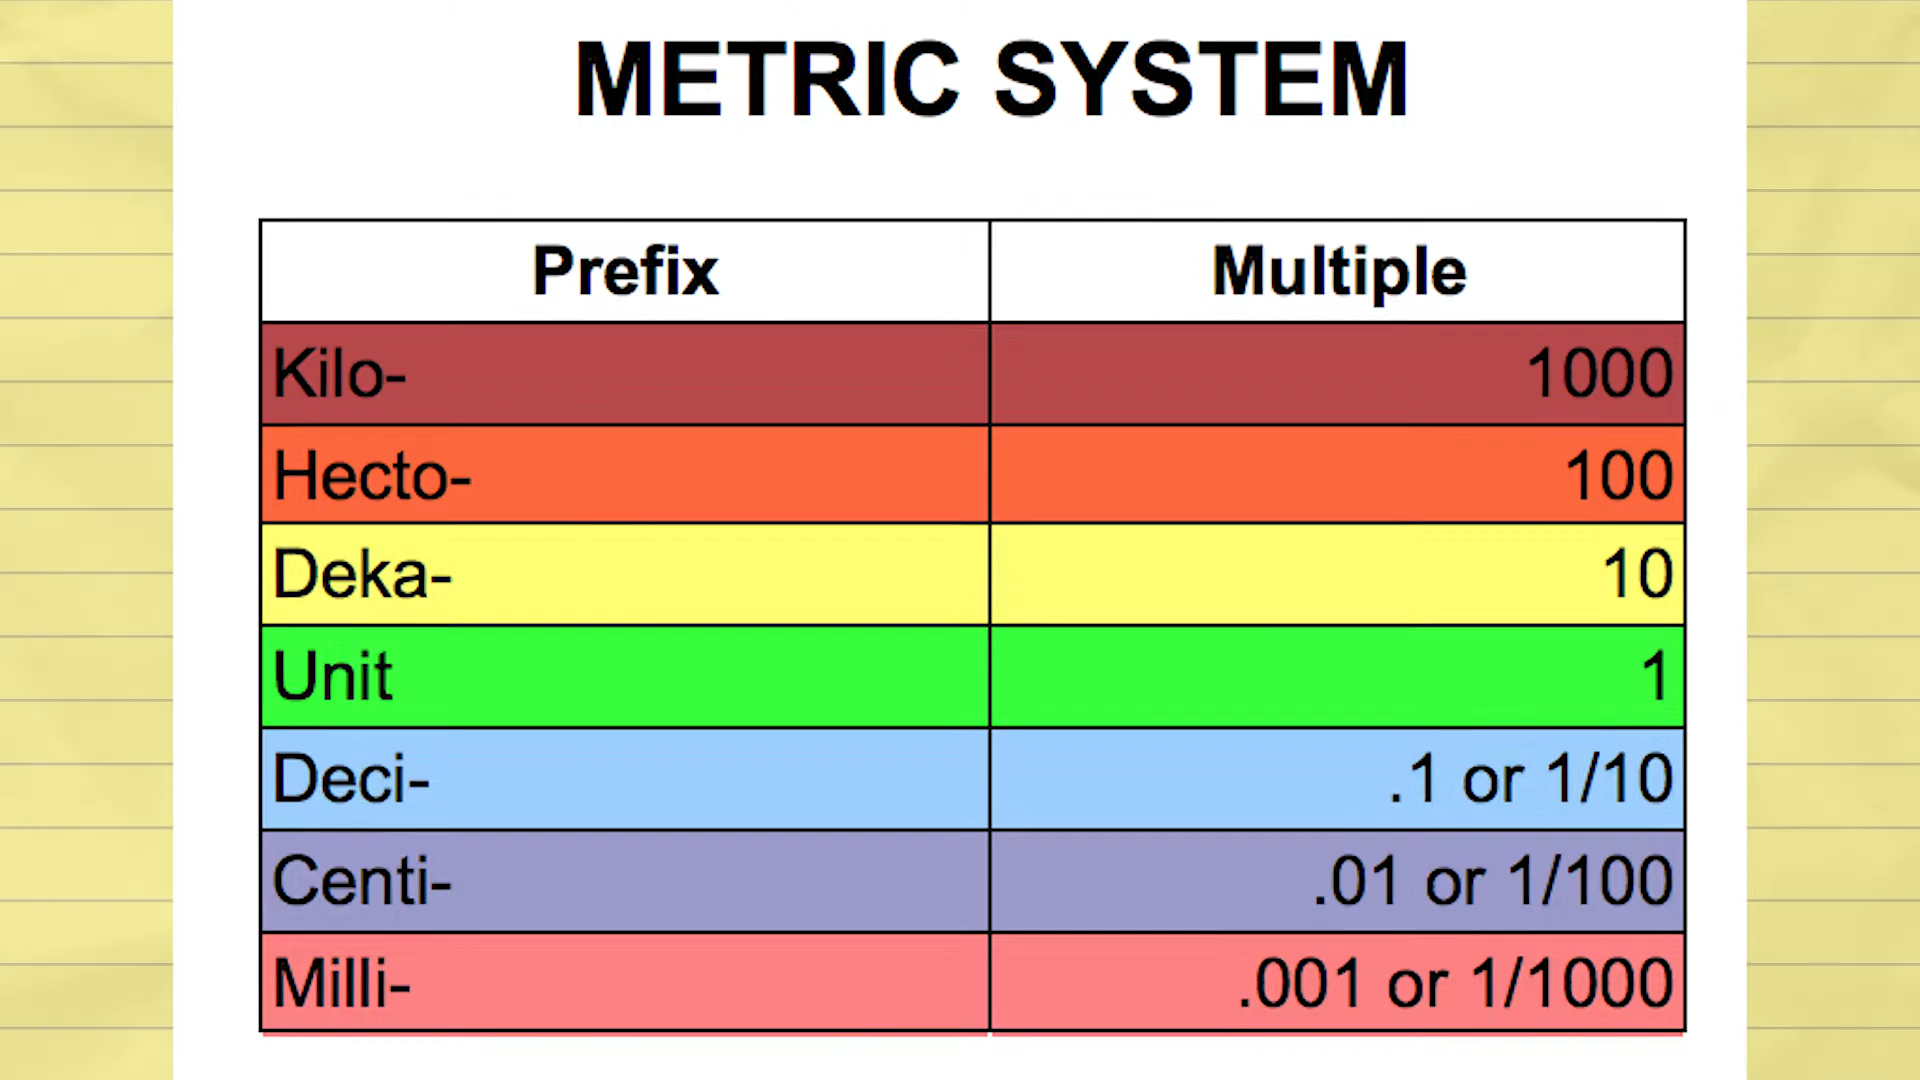 METRIC SYSTEM
Prefix Multiple
Kilo- 1000
Hecto- 100
Deka- 10
Unit 1
Deci- .1 or 1/10
Centi- .01 or 1/100
Milli- .001 or 1/1000